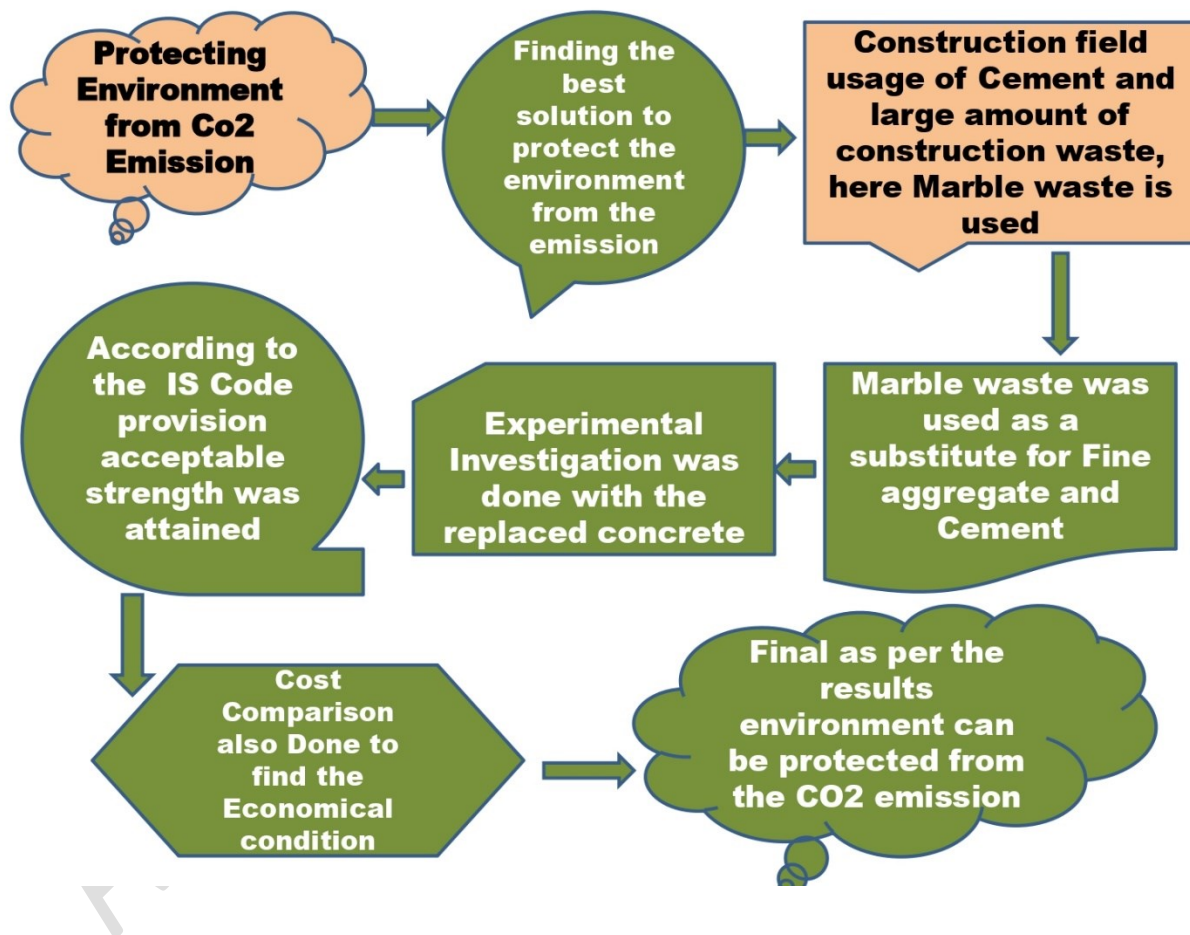 Protecting
Environment
from Co2
Emission
Finding the
best
solution to
protect the
environment
from the
emission
Construction field
usage of Cement and
large amount of
construction waste,
here Marble waste is
used
Marble waste was
used as a
substitute for Fine
aggregate and
Cement
Experimental
Investigation was
done with the
replaced concrete
According to
the IS Code
provision
acceptable
strength was
attained
Cost
Comparison
also Done to
find the
Economical
condition
Final as per the
results
environment can
be protected from
the CO2 emission